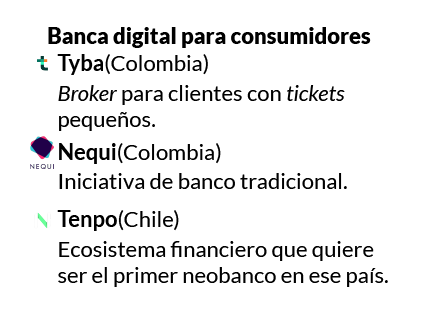 Banca digital para consumidores
Tyba(Colombia)
Broker para clientes con tickets
pequeños.
Nequi(Colombia)
NEQUI
Iniciativa de banco tradicional.
Tenpo(Chile)
Ecosistema financiero que quiere
ser el primer neobanco en ese país.